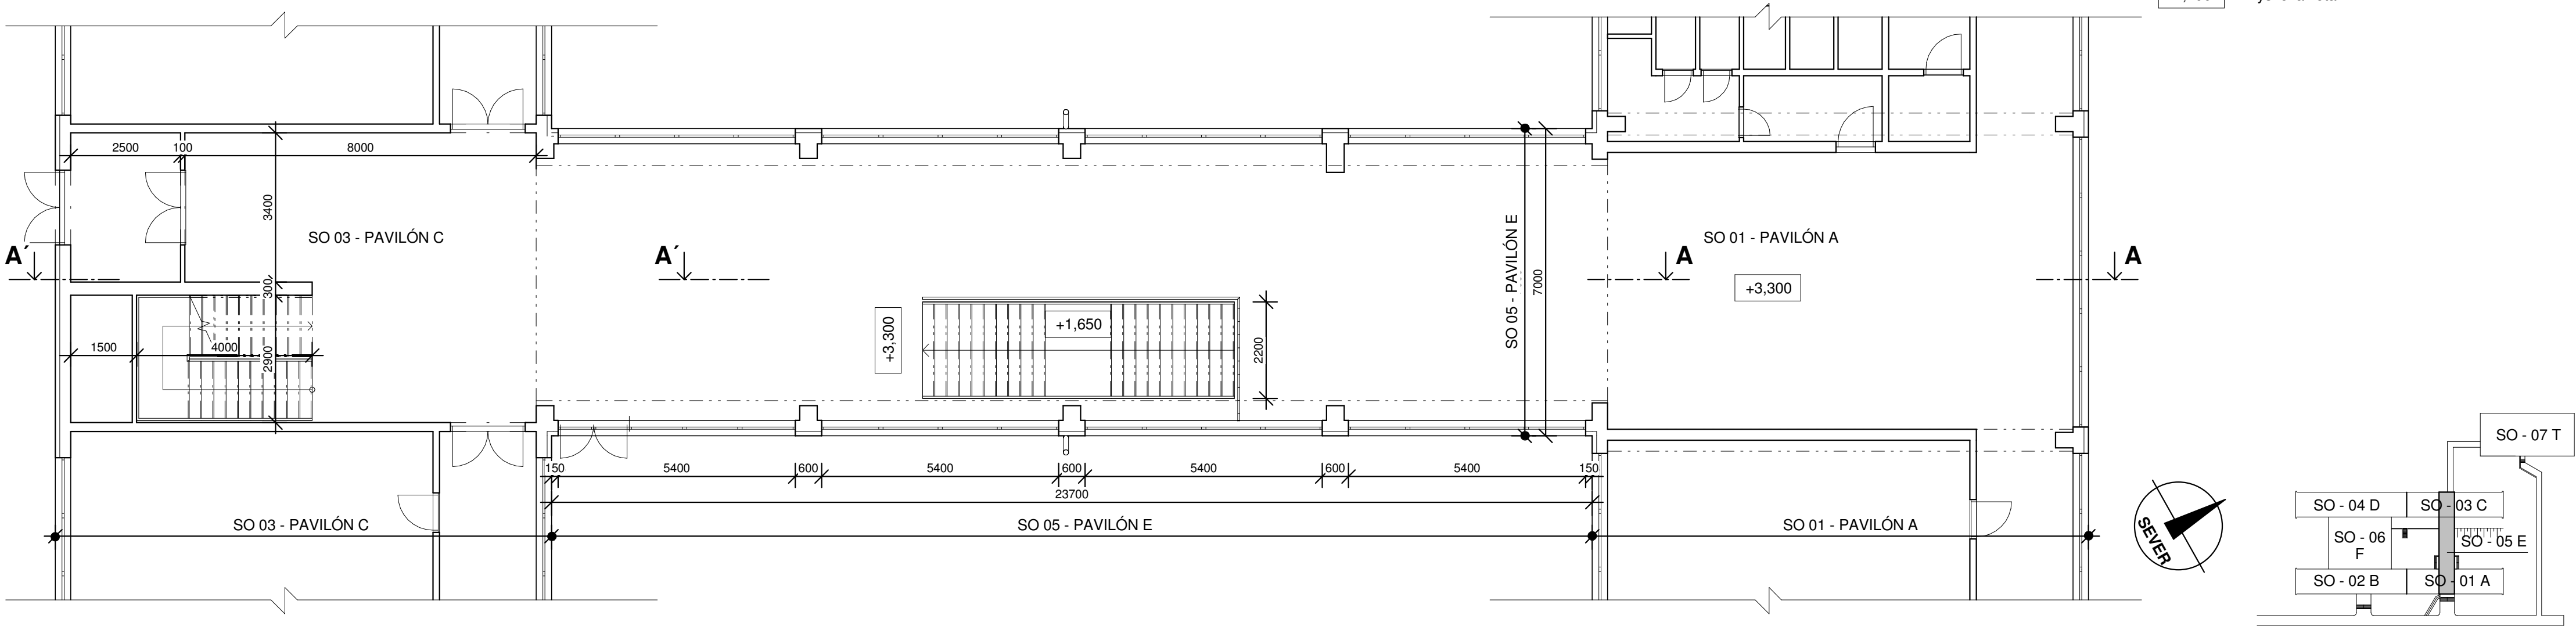 2500
100
8000
3400
SO 03 - PAVILÓN C
A´
A´
300
1500
4000
2900
+3,300
+1,650
2200
SO 05 - PAVILÓN E
7000
SO 01 - PAVILÓN A
A
A
+3,300
150
5400
600
5400
600
5400
600
5400
150
23700
SO 03 - PAVILÓN C
SO 05 - PAVILÓN E
SO 01 - PAVILÓN A
SEVER
SO - 07 T
SO - 04 D
SO - 03 C
SO - 06
F
SO - 05 E
SO - 02 B
SO - 01 A